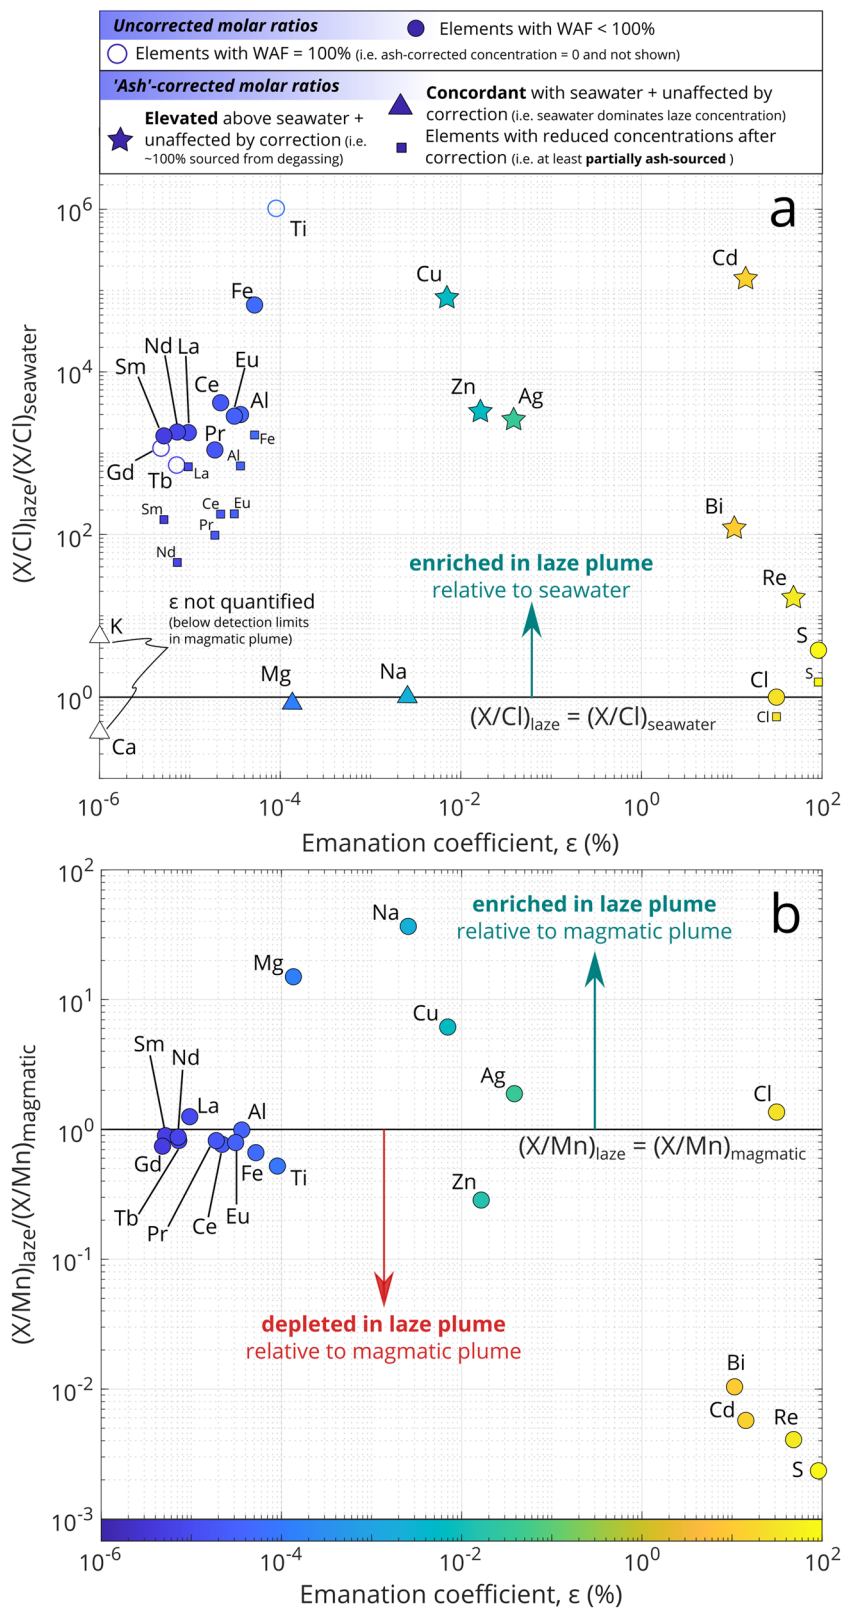 Uncorrected molar ratios
Elements with WAF < 100%
Elements with WAF = 100% (i.e. ash-corrected concentration = 0 and not shown)
'Ash'-corrected molar ratios
Elevated above seawater +
unaffected by correction (i.e.
~100% sourced from degassing)
Concordant with seawater + unaffected by
correction (i.e. seawater dominates laze concentration)
Elements with reduced concentrations after
correction (i.e. at least partially ash-sourced )
a
10^6
10^4
10^2
10^0
(X/Cl)laze/(X/Cl)seawater
Ti
Fe
Cu
Cd
Nd
La
Sm
Eu
Ce
Al
Zn
Ag
Pr
Fe
Gd
Tb
Al
La
Bi
Sm
Ce
Eu
Pr
Nd
enriched in laze plume
relative to seawater
Re
ε not quantified
(below detection limits
in magmatic plume)
K
S
S
Mg
Na
Cl
Cl
(X/Cl)laze = (X/Cl)seawater
Ca
10^-6
10^-4
10^-2
10^0
10^2
Emanation coefficient, ε (%)
b
10^2
10^1
10^0
10^-1
10^-2
10^-3
(X/Mn)laze/(X/Mn)magmatic
Na
enriched in laze plume
relative to magmatic plume
Mg
Cu
Sm
Nd
Ag
Cl
La
Al
(X/Mn)laze = (X/Mn)magmatic
Gd
Fe
Ti
Zn
Tb
Pr
Ce
Eu
depleted in laze plume
relative to magmatic plume
Bi
Cd
Re
S
10^-6
10^-4
10^-2
10^0
10^2
Emanation coefficient, ε (%)